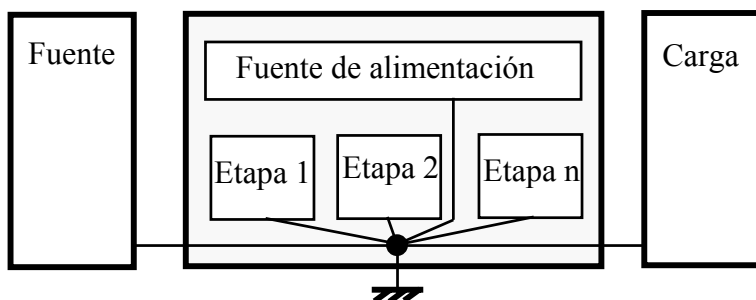 Fuente
Fuente de alimentación
Carga
Etapa 1
Etapa 2
Etapa n